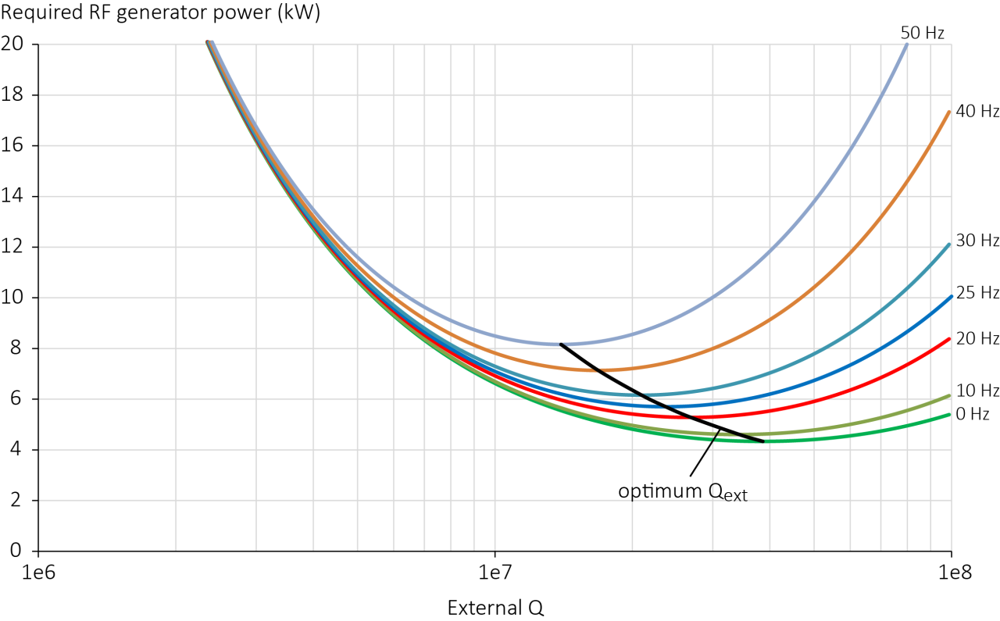 Required RF generator power (kW)
50 Hz
20
18
40 Hz
16
14
12
30 Hz
10
25 Hz
8
20 Hz
6
10 Hz
0 Hz
4
optimum Qext
2
0
1e6
1e7
1e8
External Q